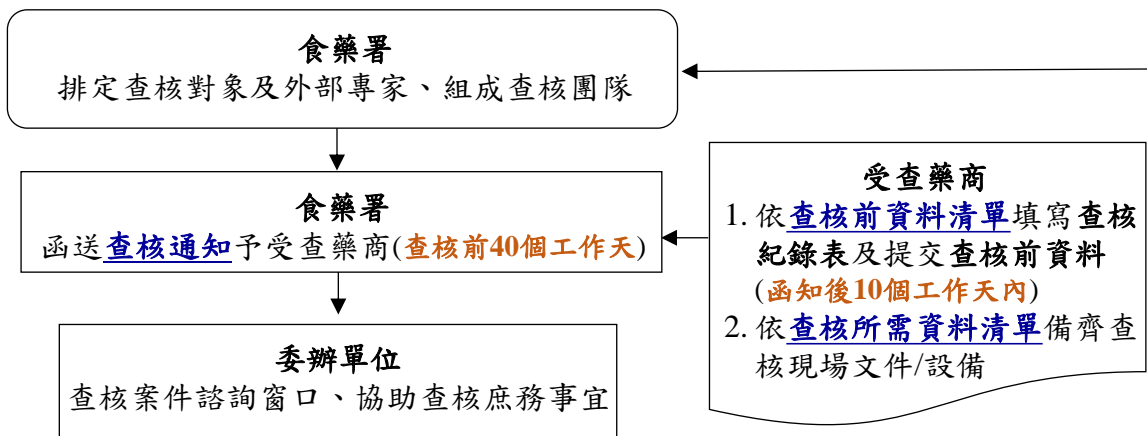 食藥署
排定查核對象及外部專家、組成查核團隊
食藥署
函送查核通知予受查藥商(查核前40個工作天)
委辦單位
查核案件諮詢窗口、協助查核庶務事宜
受查藥商
1. 依查核前資料清單填寫查核
紀錄表及提交查核前資料
(函知後10個工作天內)
2. 依查核所需資料清單備齊查
核現場文件/設備